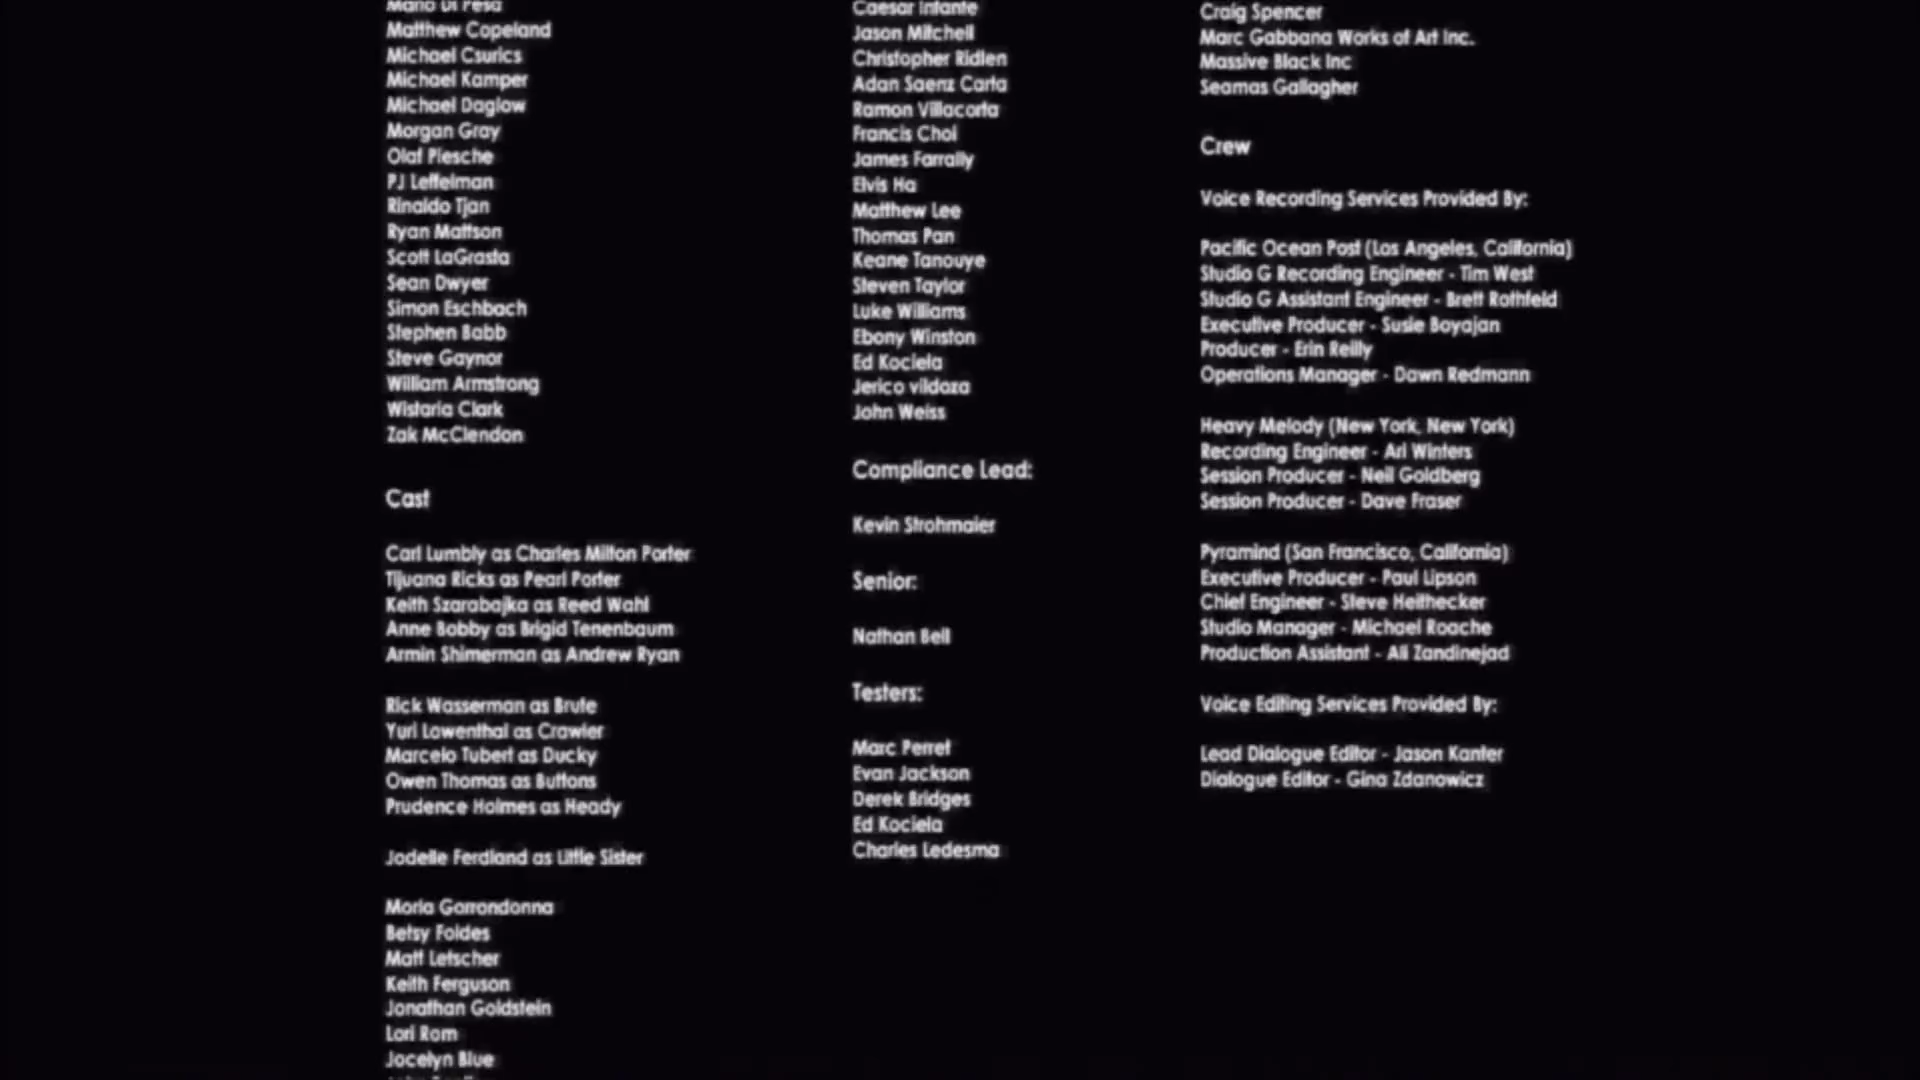 Mario Di Pesa
Matthew Copeland
Michael Csurics
Michael Kamper
Michael Daglow
Morgan Gray
Olaf Piesche
PJ Leffelman
Rinaldo Tjan
Ryan Mattson
Scott LaGrasta
Sean Dwyer
Simon Eschbach
Stephen Babb
Steve Gaynor
William Armstrong
Wistaria Clark
Zak McClendon
Cast
Carl Lumbly as Charles Milton Porter
Tijuana Ricks as Pearl Porter
Keith Szarabajka as Reed Wahl
Anne Bobby as Brigid Tenenbaum
Armin Shimerman as Andrew Ryan
Rick Wasserman as Brute
Yuri Lowenthal as Crawler
Marcelo Tubert as Ducky
Owen Thomas as Buttons
Prudence Holmes as Heady
Jodelle Ferdland as Little Sister
Moria Garrondonna
Betsy Foldes
Matt Letscher
Keith Ferguson
Jonathan Goldstein
Lori Rom
Jocelyn Blue
Caesar Infante
Jason Mitchell
Christopher Ridlen
Adan Saenz Carta
Ramon Villacorta
Francis Choi
James Farrally
Elvis Ha
Matthew Lee
Thomas Pan
Keane Tanouye
Steven Taylor
Luke Williams
Ebony Winston
Ed Kociela
Jerico vildoza
John Weiss
Compliance Lead:
Kevin Strohmaier
Senior:
Nathan Bell
Testers:
Marc Perret
Evan Jackson
Derek Bridges
Ed Kociela
Charles Ledesma
Craig Spencer
Marc Gabbana Works of Art Inc.
Massive Black Inc
Seamas Gallagher
Crew
Voice Recording Services Provided By:
Pacific Ocean Post (Los Angeles, California)
Studio G Recording Engineer - Tim West
Studio G Assistant Engineer - Brett Rothfeld
Executive Producer - Susie Boyajan
Producer - Erin Reilly
Operations Manager - Dawn Redmann
Heavy Melody (New York, New York)
Recording Engineer - Ari Winters
Session Producer - Neil Goldberg
Session Producer - Dave Fraser
Pyramind (San Francisco, California)
Executive Producer - Paul Lipson
Chief Engineer - Steve Heithecker
Studio Manager - Michael Roache
Production Assistant - Ali Zandinejad
Voice Editing Services Provided By:
Lead Dialogue Editor - Jason Kanter
Dialogue Editor - Gina Zdanowicz